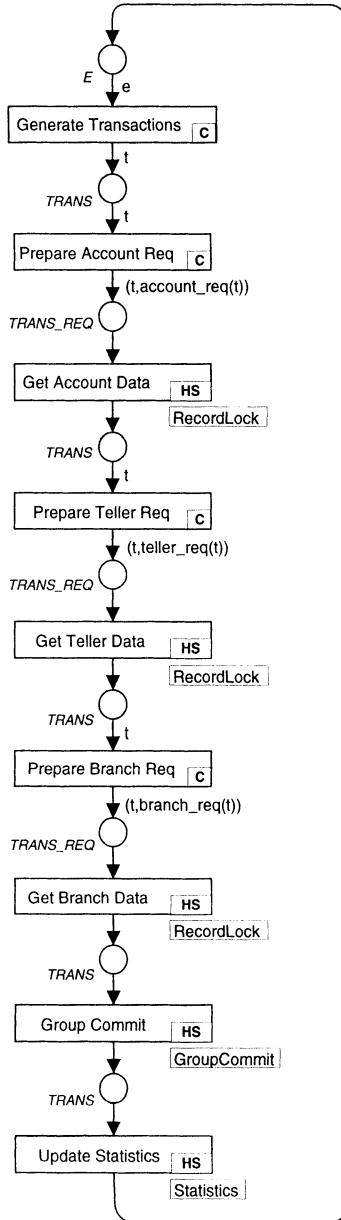 E
e
Generate Transactions
C
t
TRANS
t
Prepare Account Req
C
(t,account_req(t))
TRANS_REQ
Get Account Data
HS
RecordLock
TRANS
t
Prepare Teller Req
C
(t,teller_req(t))
TRANS_REQ
Get Teller Data
HS
RecordLock
TRANS
t
Prepare Branch Req
C
(t,branch_req(t))
TRANS_REQ
Get Branch Data
HS
RecordLock
TRANS
Group Commit
HS
GroupCommit
TRANS
Update Statistics
HS
Statistics